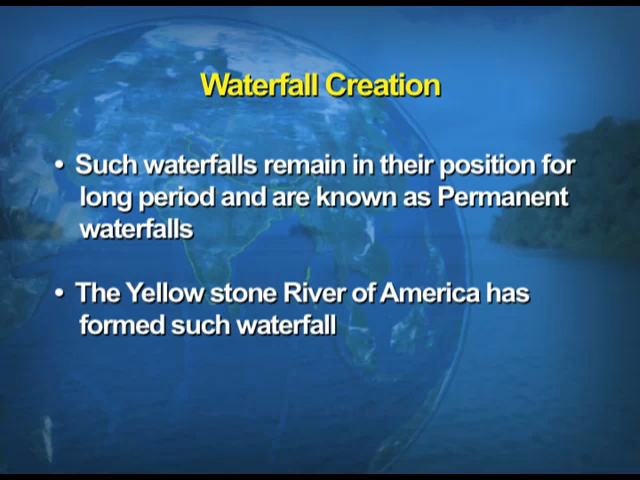 Waterfall Creation
• Such waterfalls remain in their position for
long period and are known as Permanent
waterfalls
• The Yellow stone River of America has
formed such waterfall